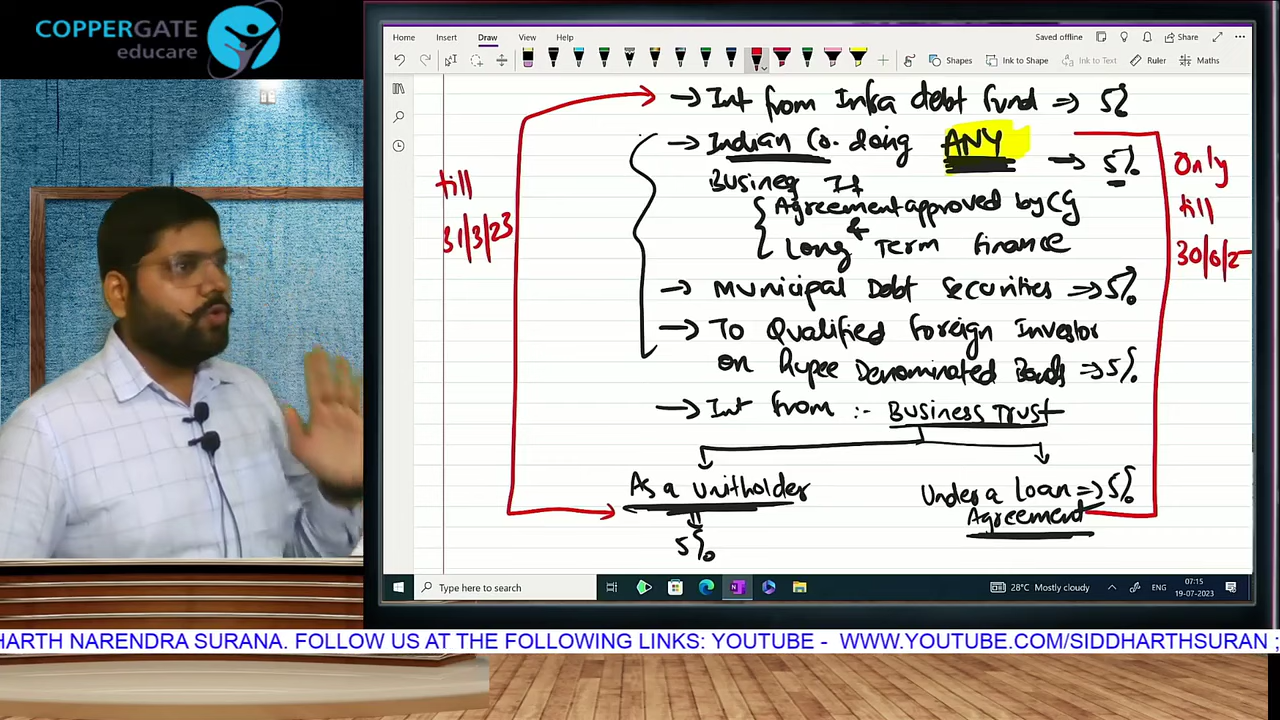 COPPERGATE
educare
Home Insert Draw View Help
Saved offline
Share
Shapes
Ink to Shape
Ink to Text
Ruler
Maths
→ Int from Infra debt fund ⇒ 5%
→ Indian Co. doing ANY
Business If → 5%
Agreement approved by CG
&
Long Term Finance
→ Municipal Debt Securities ⇒ 5%
→ To Qualified Foreign Investor
on Rupee Denominated Bonds ⇒ 5%
→ Int from :- Business Trust
As a Unitholder
5%
Under a loan ⇒ 5%
Agreement
till
31/3/23
Only
till
30/6/2
Type here to search
28°C Mostly cloudy
ENG
07:15
19-07-2023
HARTH NARENDRA SURANA. FOLLOW US AT THE FOLLOWING LINKS: YOUTUBE - WWW.YOUTUBE.COM/SIDDHARTHSURAN ;